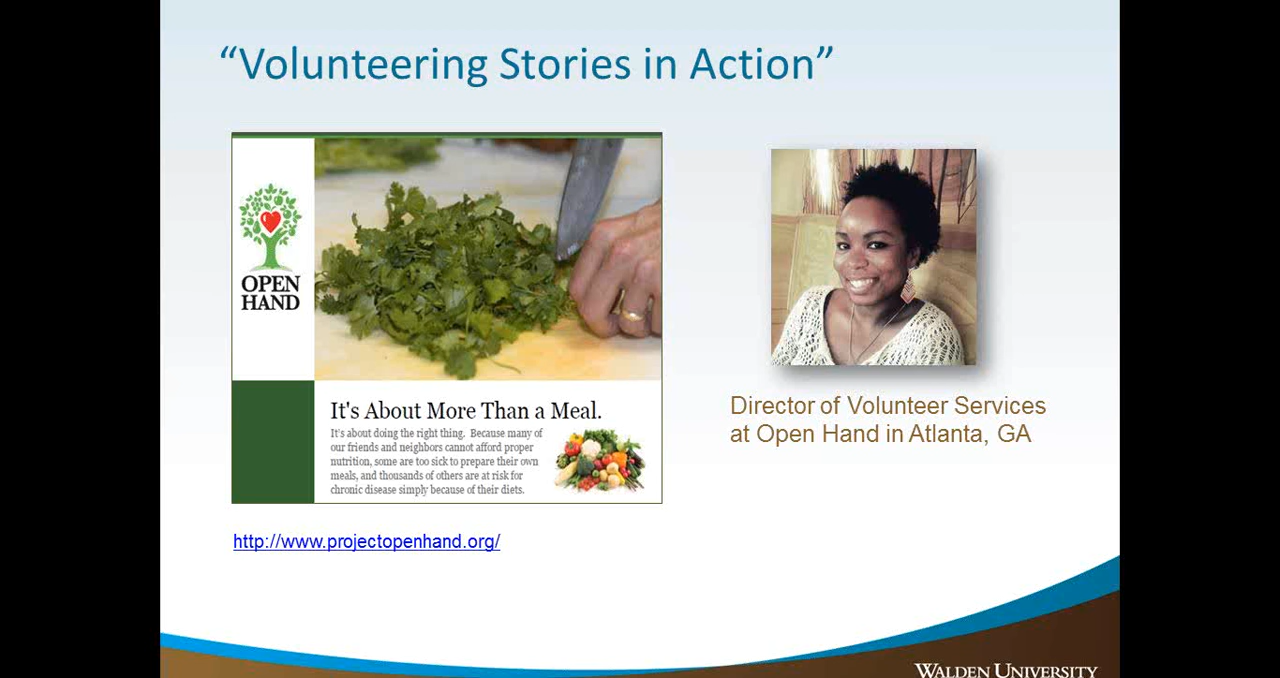 “Volunteering Stories in Action”
OPEN
HAND
It's About More Than a Meal.
It's about doing the right thing. Because many of
our friends and neighbors cannot afford proper
nutrition, some are too sick to prepare their own
meals, and thousands of others are at risk for
chronic disease simply because of their diets.
Director of Volunteer Services
at Open Hand in Atlanta, GA
http://www.projectopenhand.org/
WALDEN UNIVERSITY